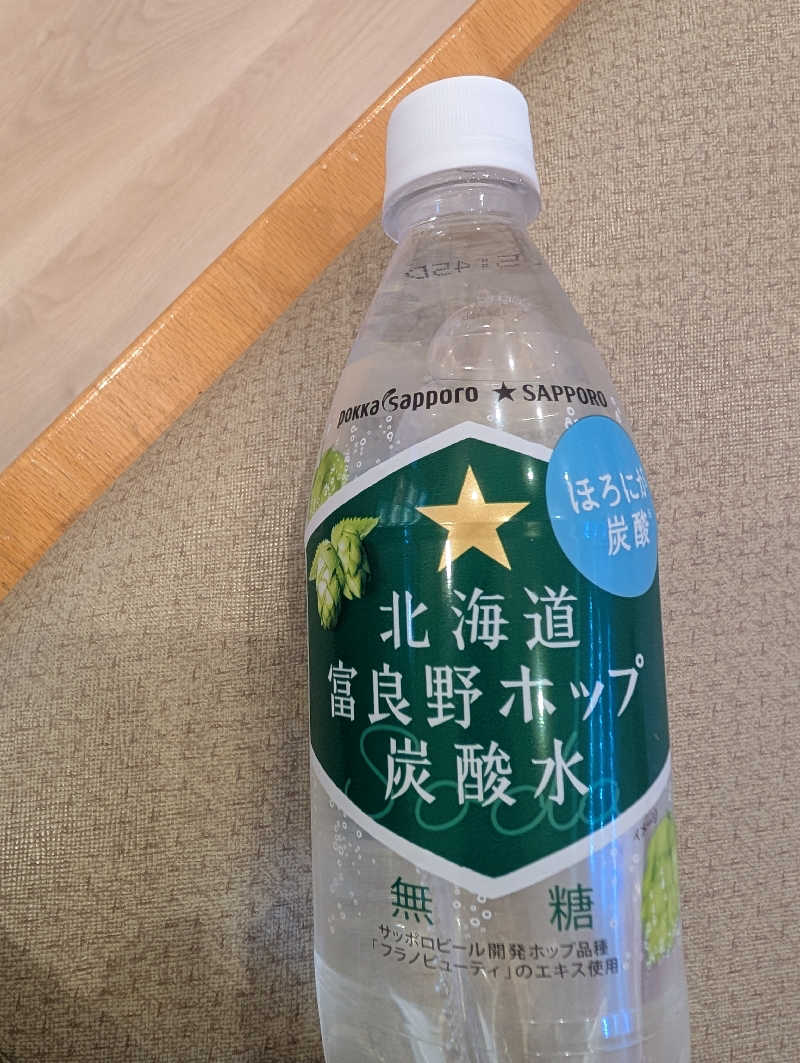 pokka sapporo ★ SAPPORO
ほろにが
炭酸
北海道
富良野ホップ
炭酸水
Soda
無糖
サッポロビール開発ホップ品種
「フラノビューティ」のエキス使用